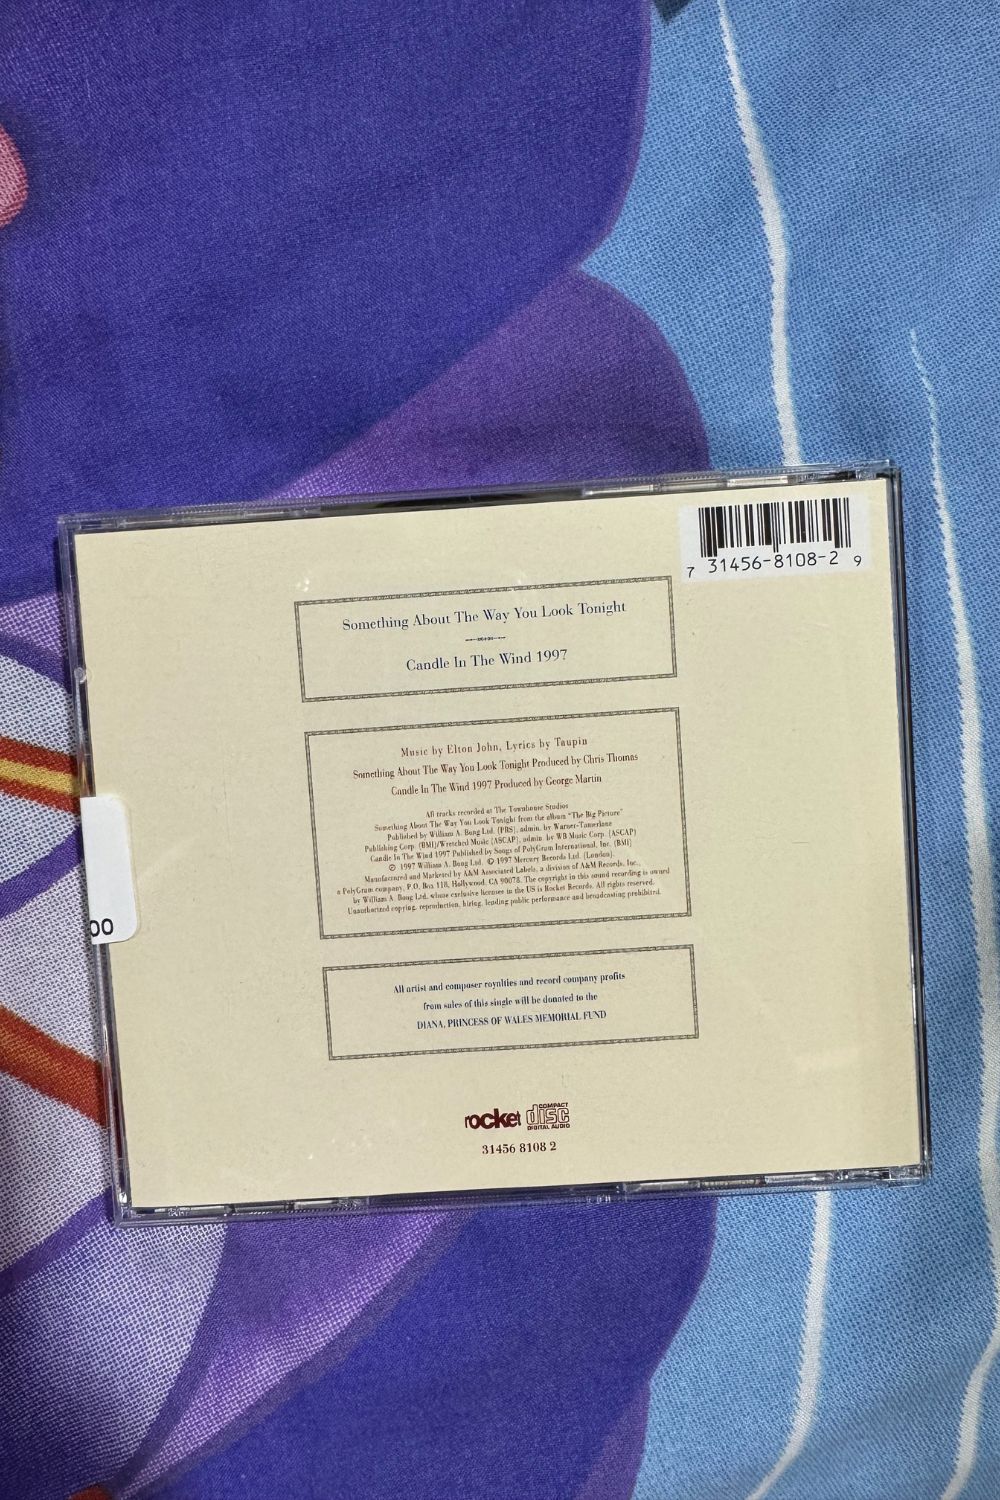 7 31456-8108-2 9
Something About The Way You Look Tonight
Candle In The Wind 1997
Music by Elton John, Lyrics by Taupin
Something About The Way You Look Tonight Produced by Chris Thomas
Candle In The Wind 1997 Produced by George Martin
All tracks recorded at The Townhouse Studios
Something About The Way You Look Tonight from the album "The Big Picture"
Published by William A. Bong Ltd. (PRS), admin. by Warner-Tamerlane
Publishing Corp. (BMI)/Wretched Music (ASCAP), admin. by WB Music Corp. (ASCAP)
Candle In The Wind 1997 Published by Songs of PolyGram International, Inc. (BMI)
℗ 1997 William A. Bong Ltd. © 1997 Mercury Records Ltd. (London).
Manufactured and Marketed by A&M Associated Labels, a division of A&M Records, Inc.,
a PolyGram company, P.O. Box 118, Hollywood, CA 90078. The copyright in this sound recording is owned
by William A. Bong Ltd. whose exclusive licensee in the US is Rocket Records. All rights reserved.
Unauthorized copying, reproduction, hiring, lending public performance and broadcasting prohibited.
00
All artist and composer royalties and record company profits
from sales of this single will be donated to the
DIANA, PRINCESS OF WALES MEMORIAL FUND
rocket COMPACT disc DIGITAL AUDIO
31456 8108 2